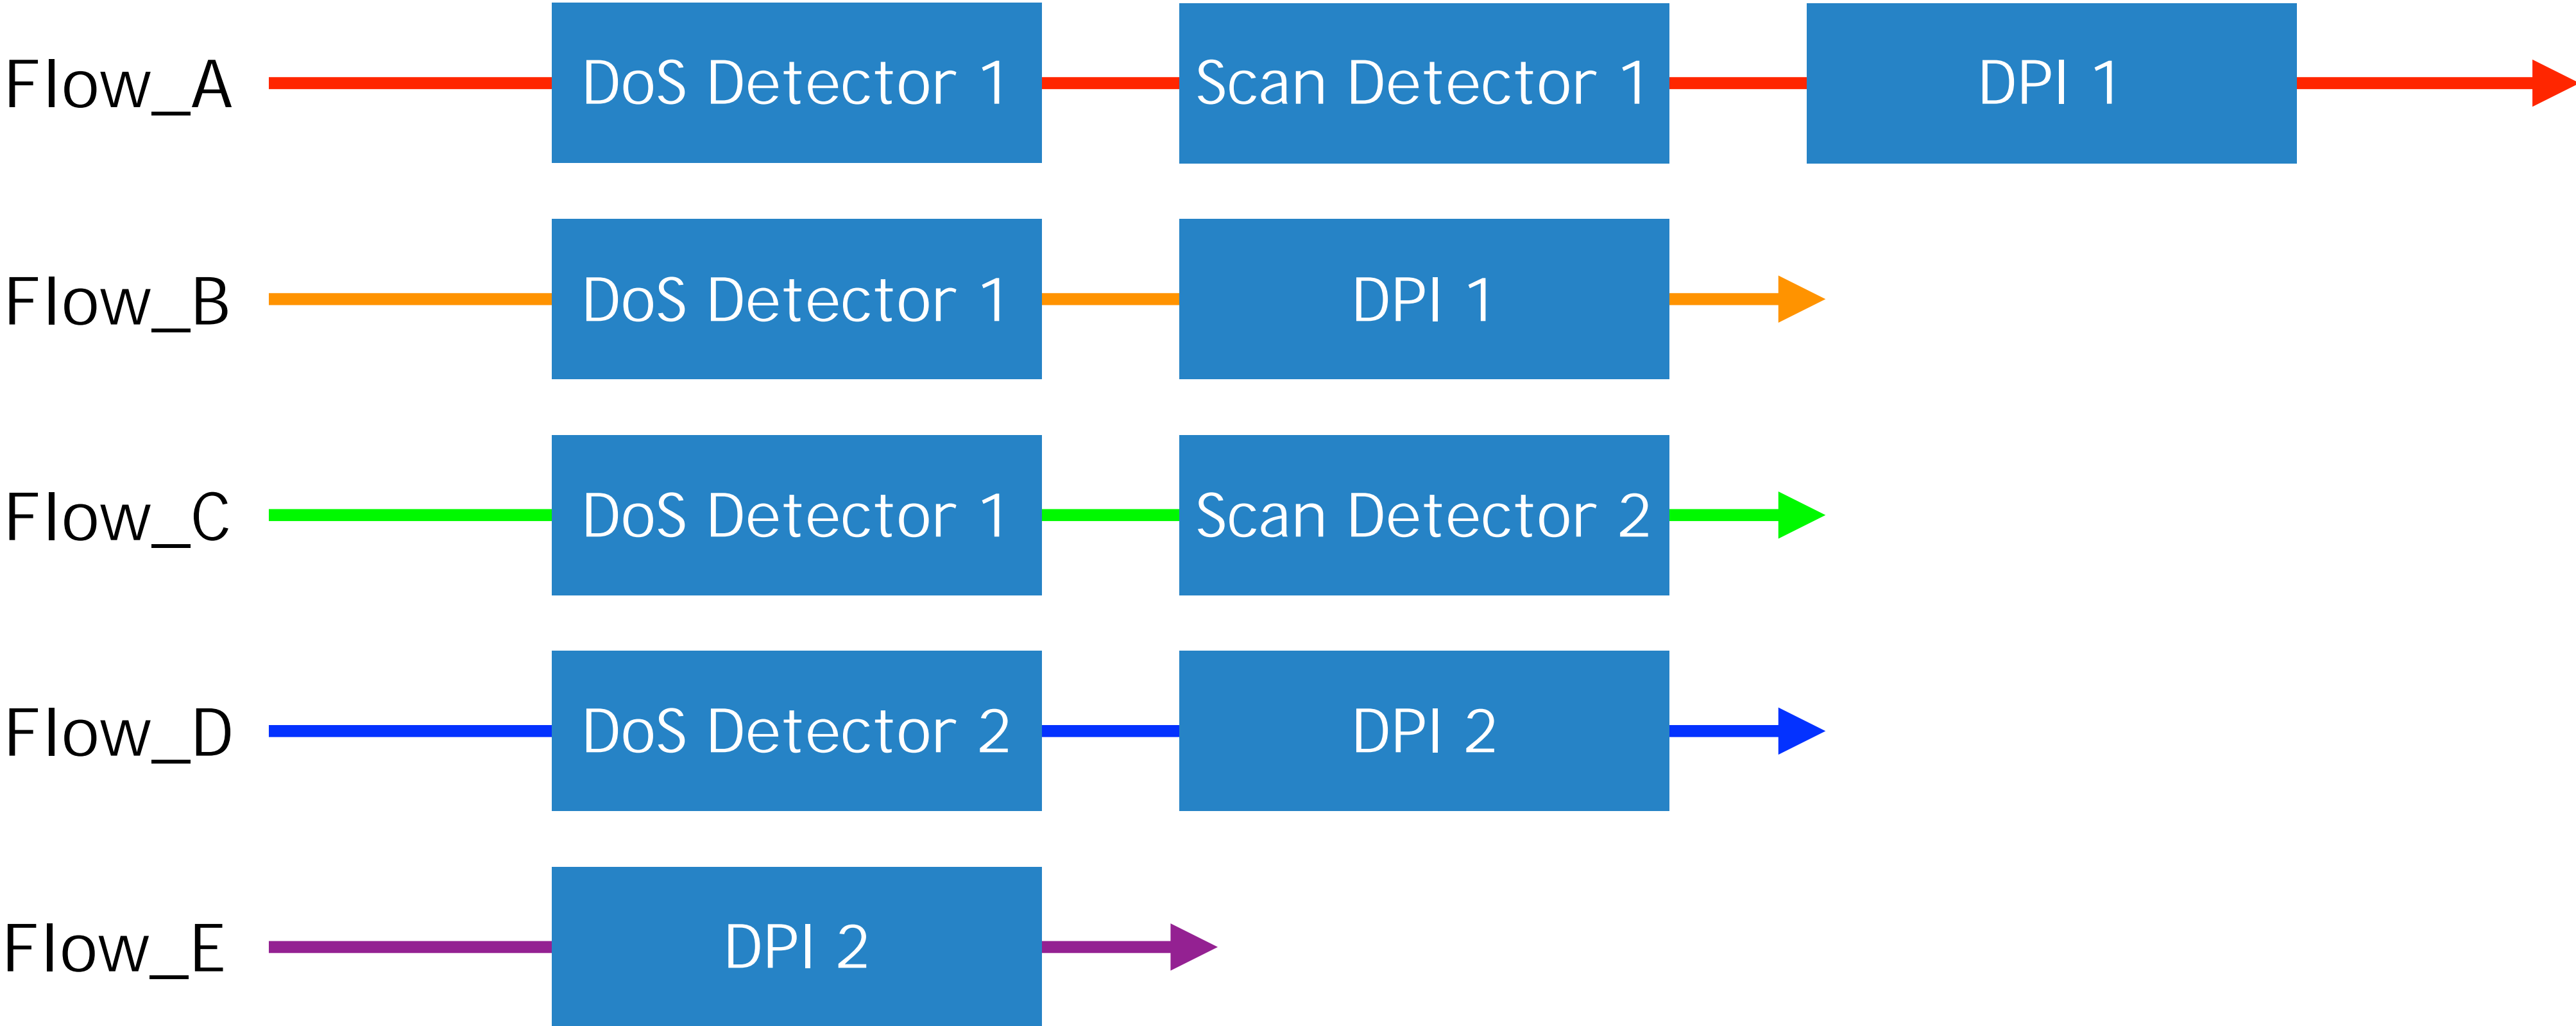 Flow_A DoS Detector 1 Scan Detector 1 DPI 1
Flow_B DoS Detector 1 DPI 1
Flow_C DoS Detector 1 Scan Detector 2
Flow_D DoS Detector 2 DPI 2
Flow_E DPI 2